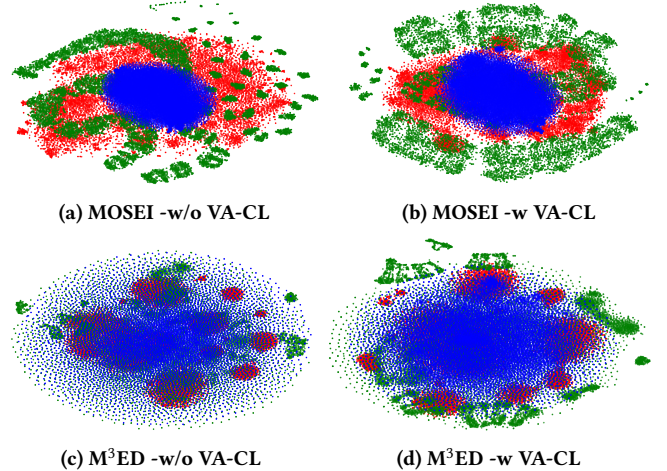 (a) MOSEI -w/o VA-CL
(b) MOSEI -w VA-CL
(c) M³ED -w/o VA-CL
(d) M³ED -w VA-CL